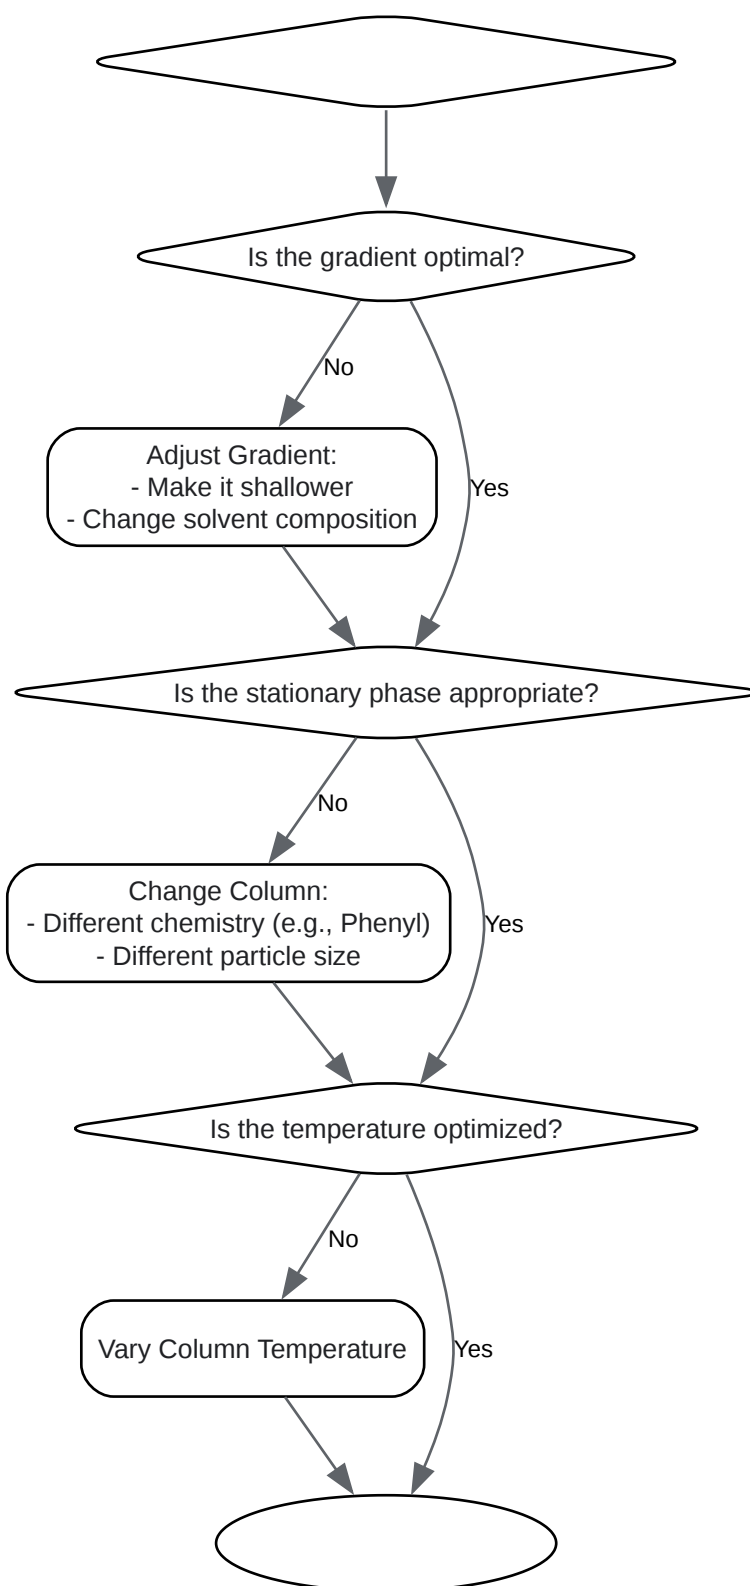 Is the gradient optimal?
No
Adjust Gradient:
- Make it shallower
- Change solvent composition
Yes
Is the stationary phase appropriate?
No
Change Column:
- Different chemistry (e.g., Phenyl)
- Different particle size
Yes
Is the temperature optimized?
No
Vary Column Temperature
Yes